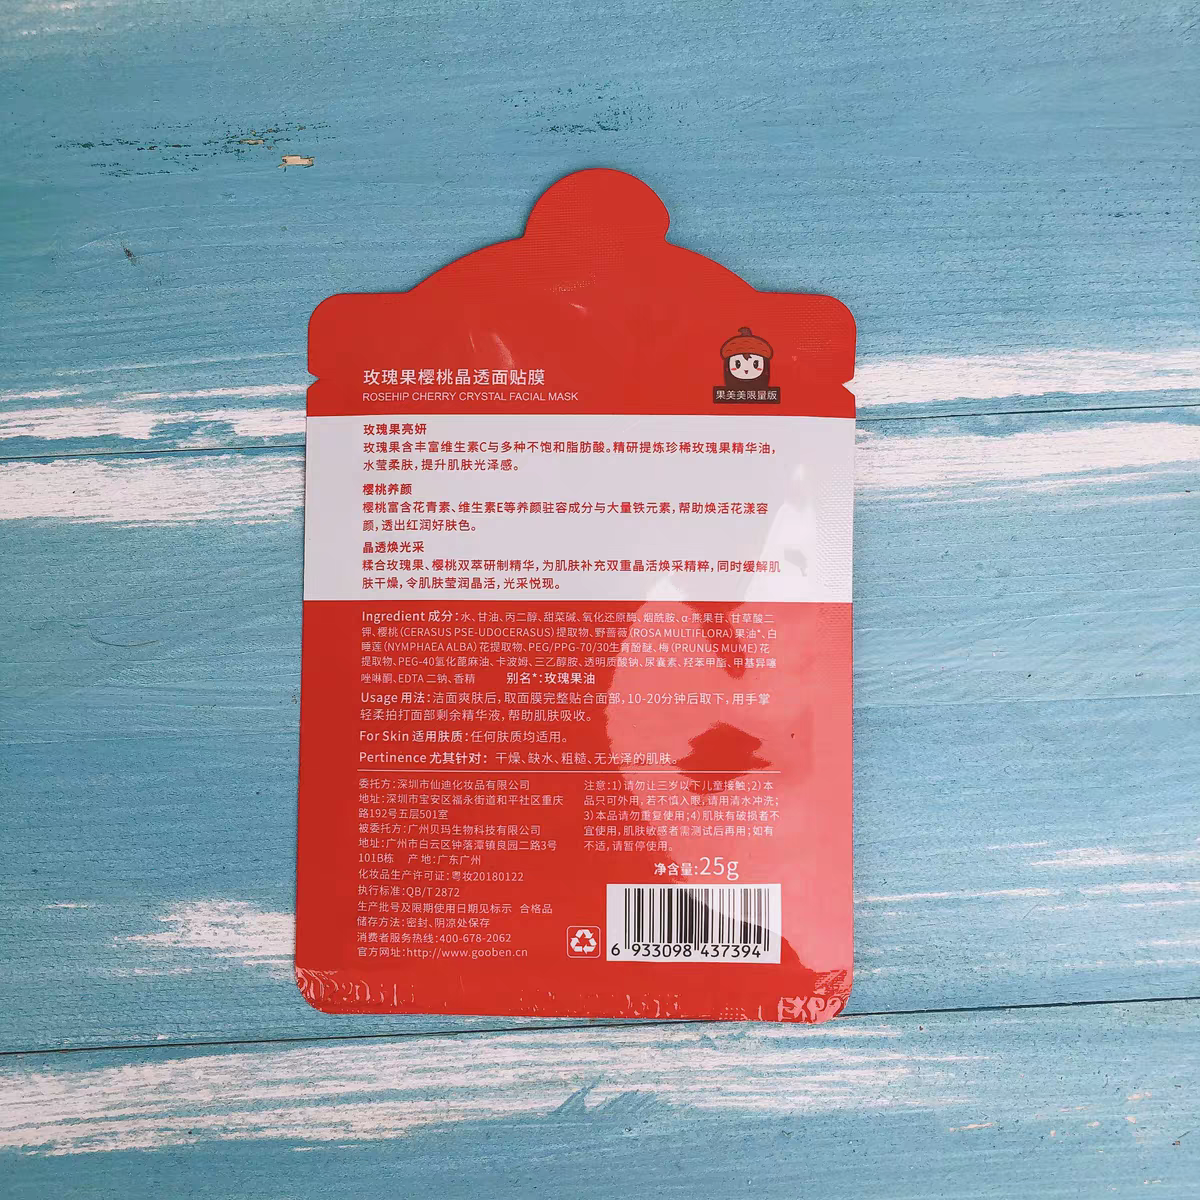 玫瑰果樱桃晶透面贴膜
ROSEHIP CHERRY CRYSTAL FACIAL MASK
果美美限量版
玫瑰果亮妍
玫瑰果含丰富维生素C与多种不饱和脂肪酸。精研提炼珍稀玫瑰果精华油,
水莹柔肤,提升肌肤光泽感。
樱桃养颜
樱桃富含花青素、维生素E等养颜驻容成分与大量铁元素,帮助焕活花漾容
颜,透出红润好肤色。
晶透焕光采
糅合玫瑰果、樱桃双萃研制精华,为肌肤补充双重晶活焕采精粹,同时缓解肌
肤干燥,令肌肤莹润晶活,光采悦现。
Ingredient 成分:水、甘油、丙二醇、甜菜碱、氧化还原酶、烟酰胺、α-熊果苷、甘草酸二
钾、樱桃(CERASUS PSE-UDOCERASUS)提取物、野蔷薇(ROSA MULTIFLORA)果油*、白
睡莲(NYMPHAEA ALBA)花提取物、PEG/PPG-70/30生育酚醚、梅(PRUNUS MUME)花
提取物、PEG-40氢化蓖麻油、卡波姆、三乙醇胺、透明质酸钠、尿囊素、羟苯甲酯、甲基异噻
唑啉酮、EDTA 二钠、香精 别名*:玫瑰果油
Usage 用法:洁面爽肤后,取面膜完整贴合面部,10-20分钟后取下,用手掌
轻柔拍打面部剩余精华液,帮助肌肤吸收。
For Skin 适用肤质:任何肤质均适用。
Pertinence 尤其针对: 干燥、缺水、粗糙、无光泽的肌肤。
委托方:深圳市仙迪化妆品有限公司
地址:深圳市宝安区福永街道和平社区重庆
路192号五层501室
被委托方:广州贝玛生物科技有限公司
地址:广州市白云区钟落潭镇良园二路3号
101B栋 产 地:广东广州
化妆品生产许可证:粤妆20180122
执行标准:QB/T 2872
生产批号及限期使用日期见标示 合格品
储存方法:密封、阴凉处保存
消费者服务热线:400-678-2062
官方网址:http://www.gooben.cn
注意:1)请勿让三岁以下儿童接触;2)本
品只可外用,若不慎入眼,请用清水冲洗;
3)本品请勿重复使用;4)肌肤有破损者不
宜使用,肌肤敏感者需测试后再用;如有
不适,请暂停使用。
净含量:25g
6 933098 437394
EXP